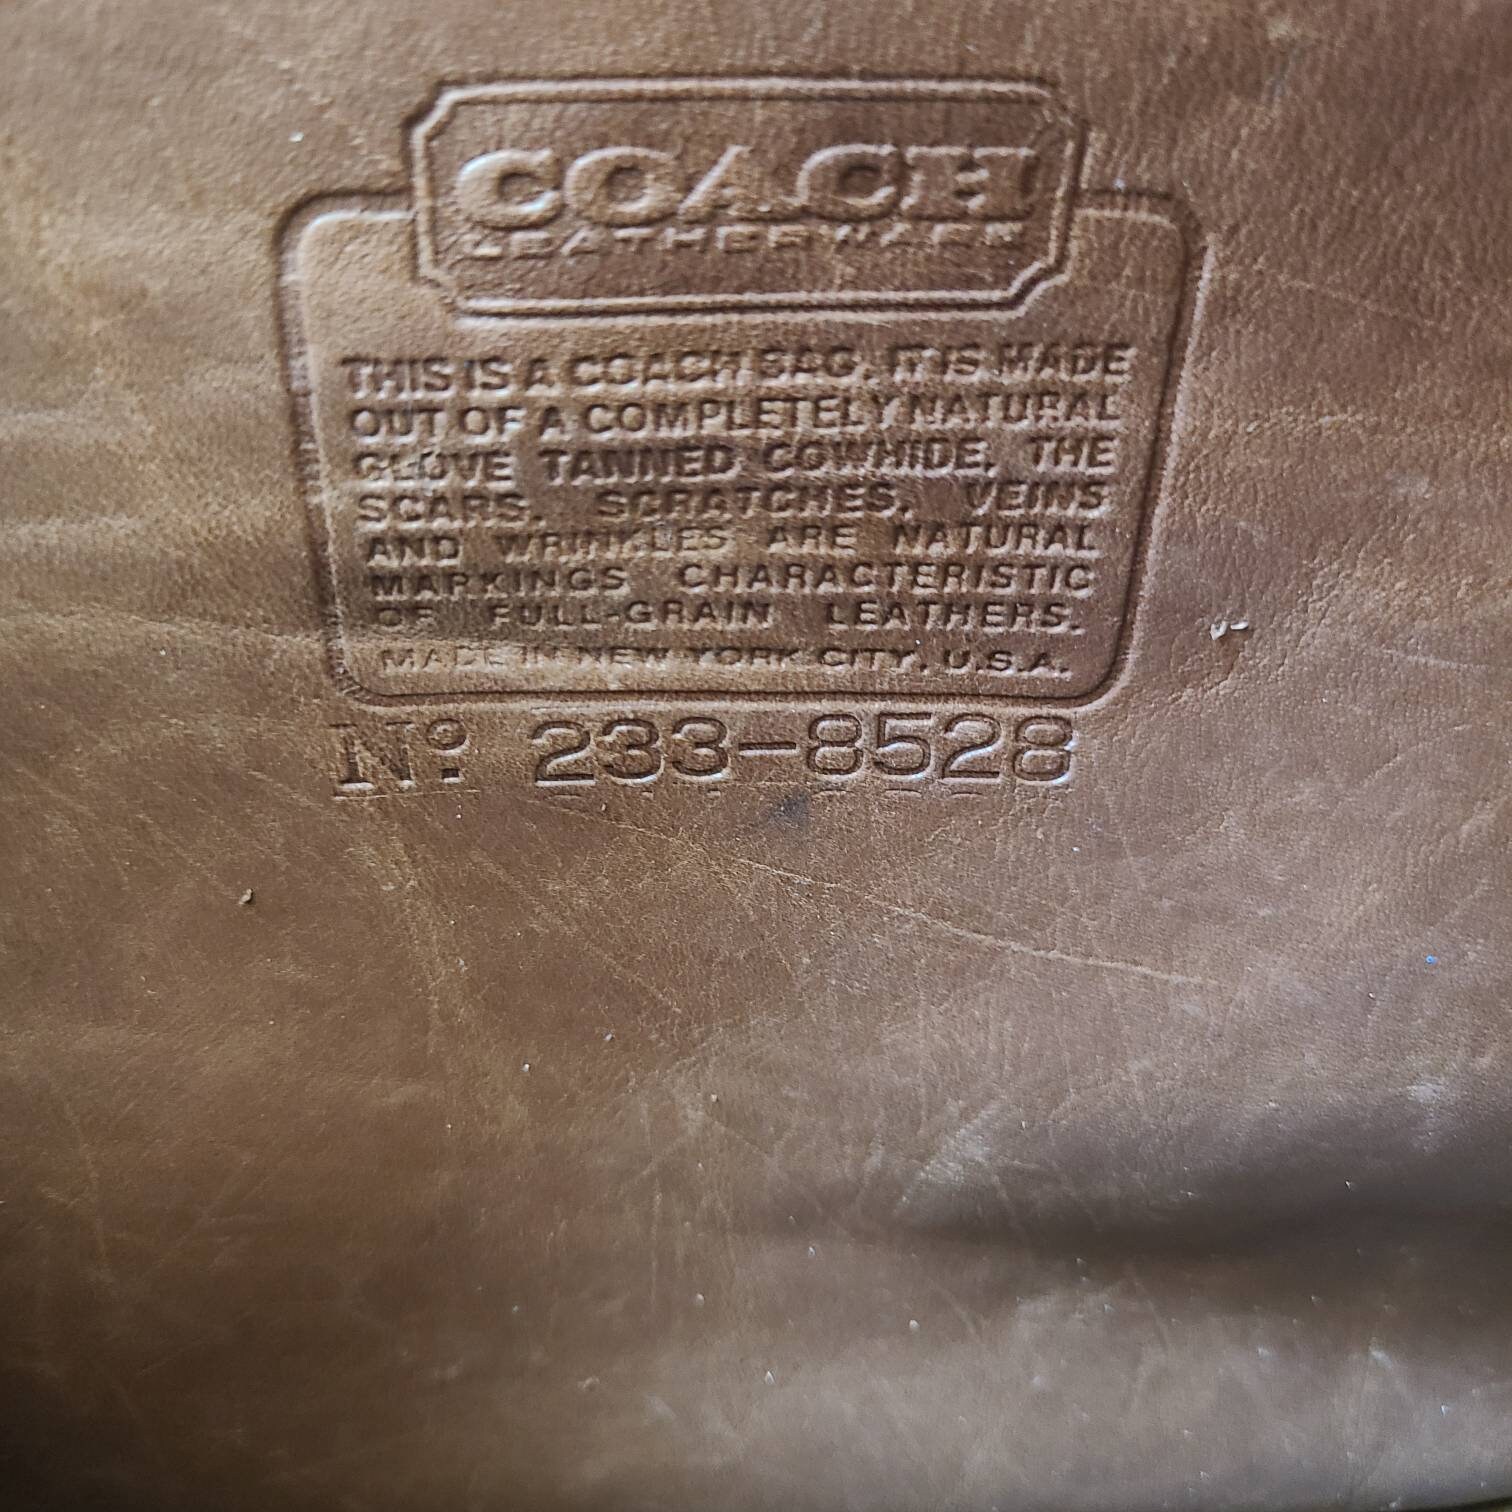 COACH
LEATHERWARE
THIS IS A COACH BAG. IT IS MADE
OUT OF A COMPLETELY NATURAL
GLOVE TANNED COWHIDE, THE
SCARS, SCRATCHES, VEINS
AND WRINKLES ARE NATURAL
MARKINGS CHARACTERISTIC
OF FULL-GRAIN LEATHERS.
MADE IN NEW YORK CITY, U.S.A.
Nº. 233-8528